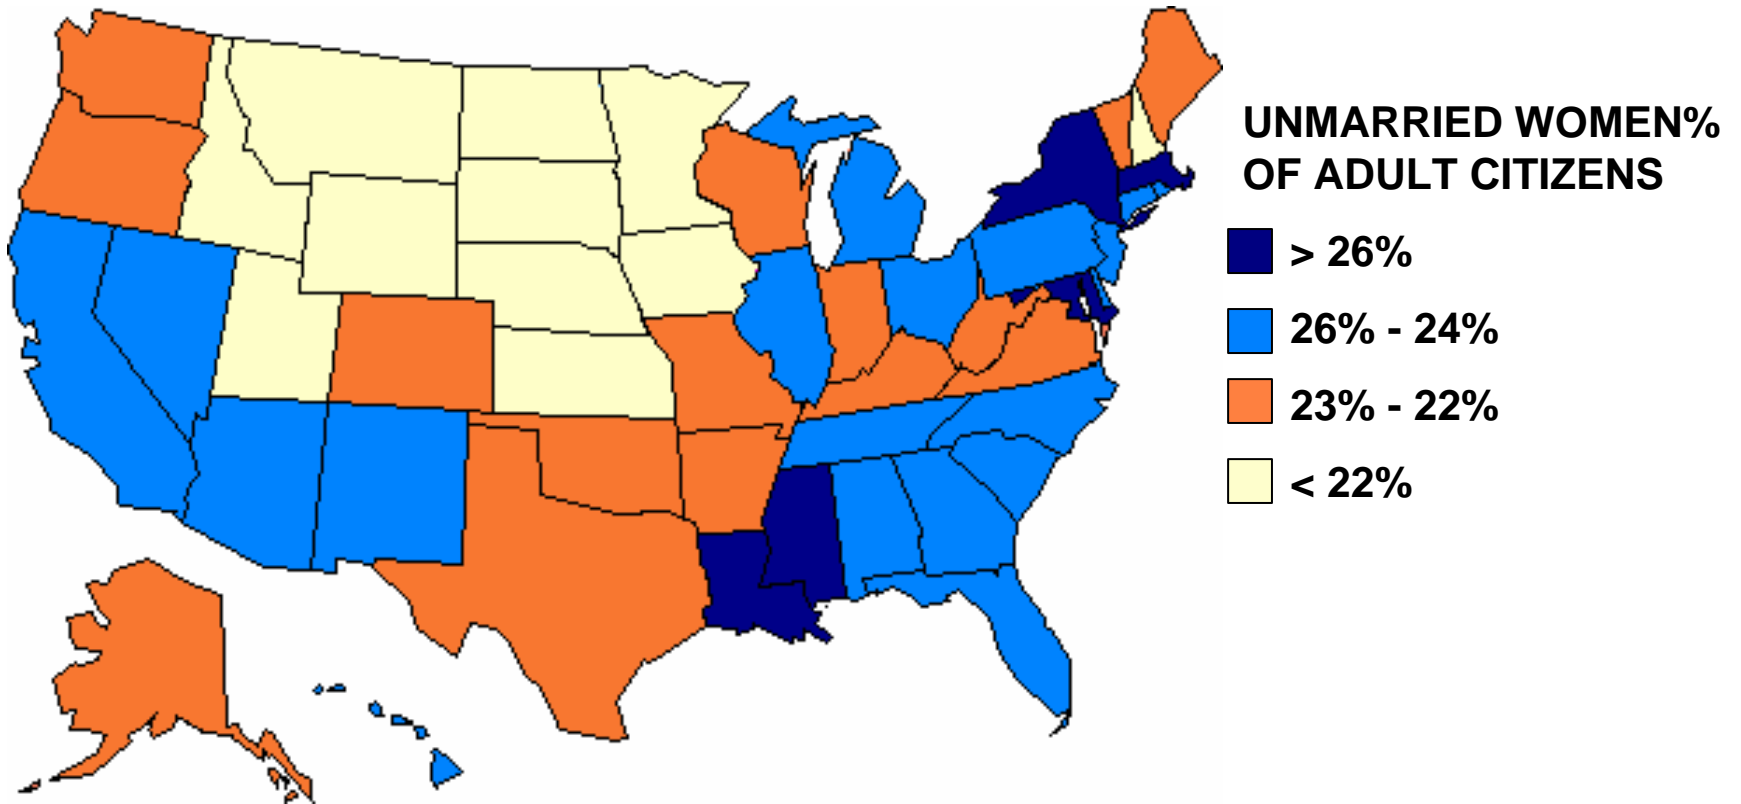 UNMARRIED WOMEN%
OF ADULT CITIZENS
> 26%
26% - 24%
23% - 22%
< 22%